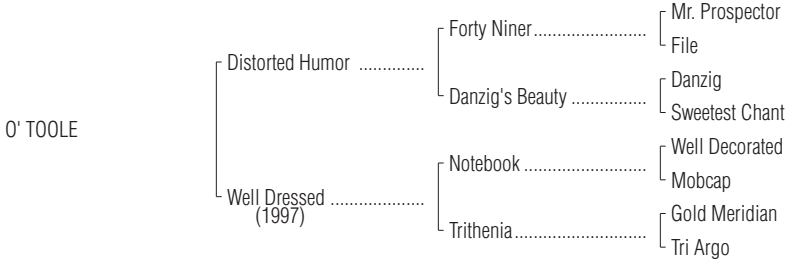 Mr. Prospector
Forty Niner..........................
File
Distorted Humor ...............
Danzig
Danzig's Beauty .................
Sweetest Chant
O' TOOLE
Well Decorated
Notebook ............................
Mobcap
Well Dressed .....................
(1997)
Gold Meridian
Trithenia..............................
Tri Argo